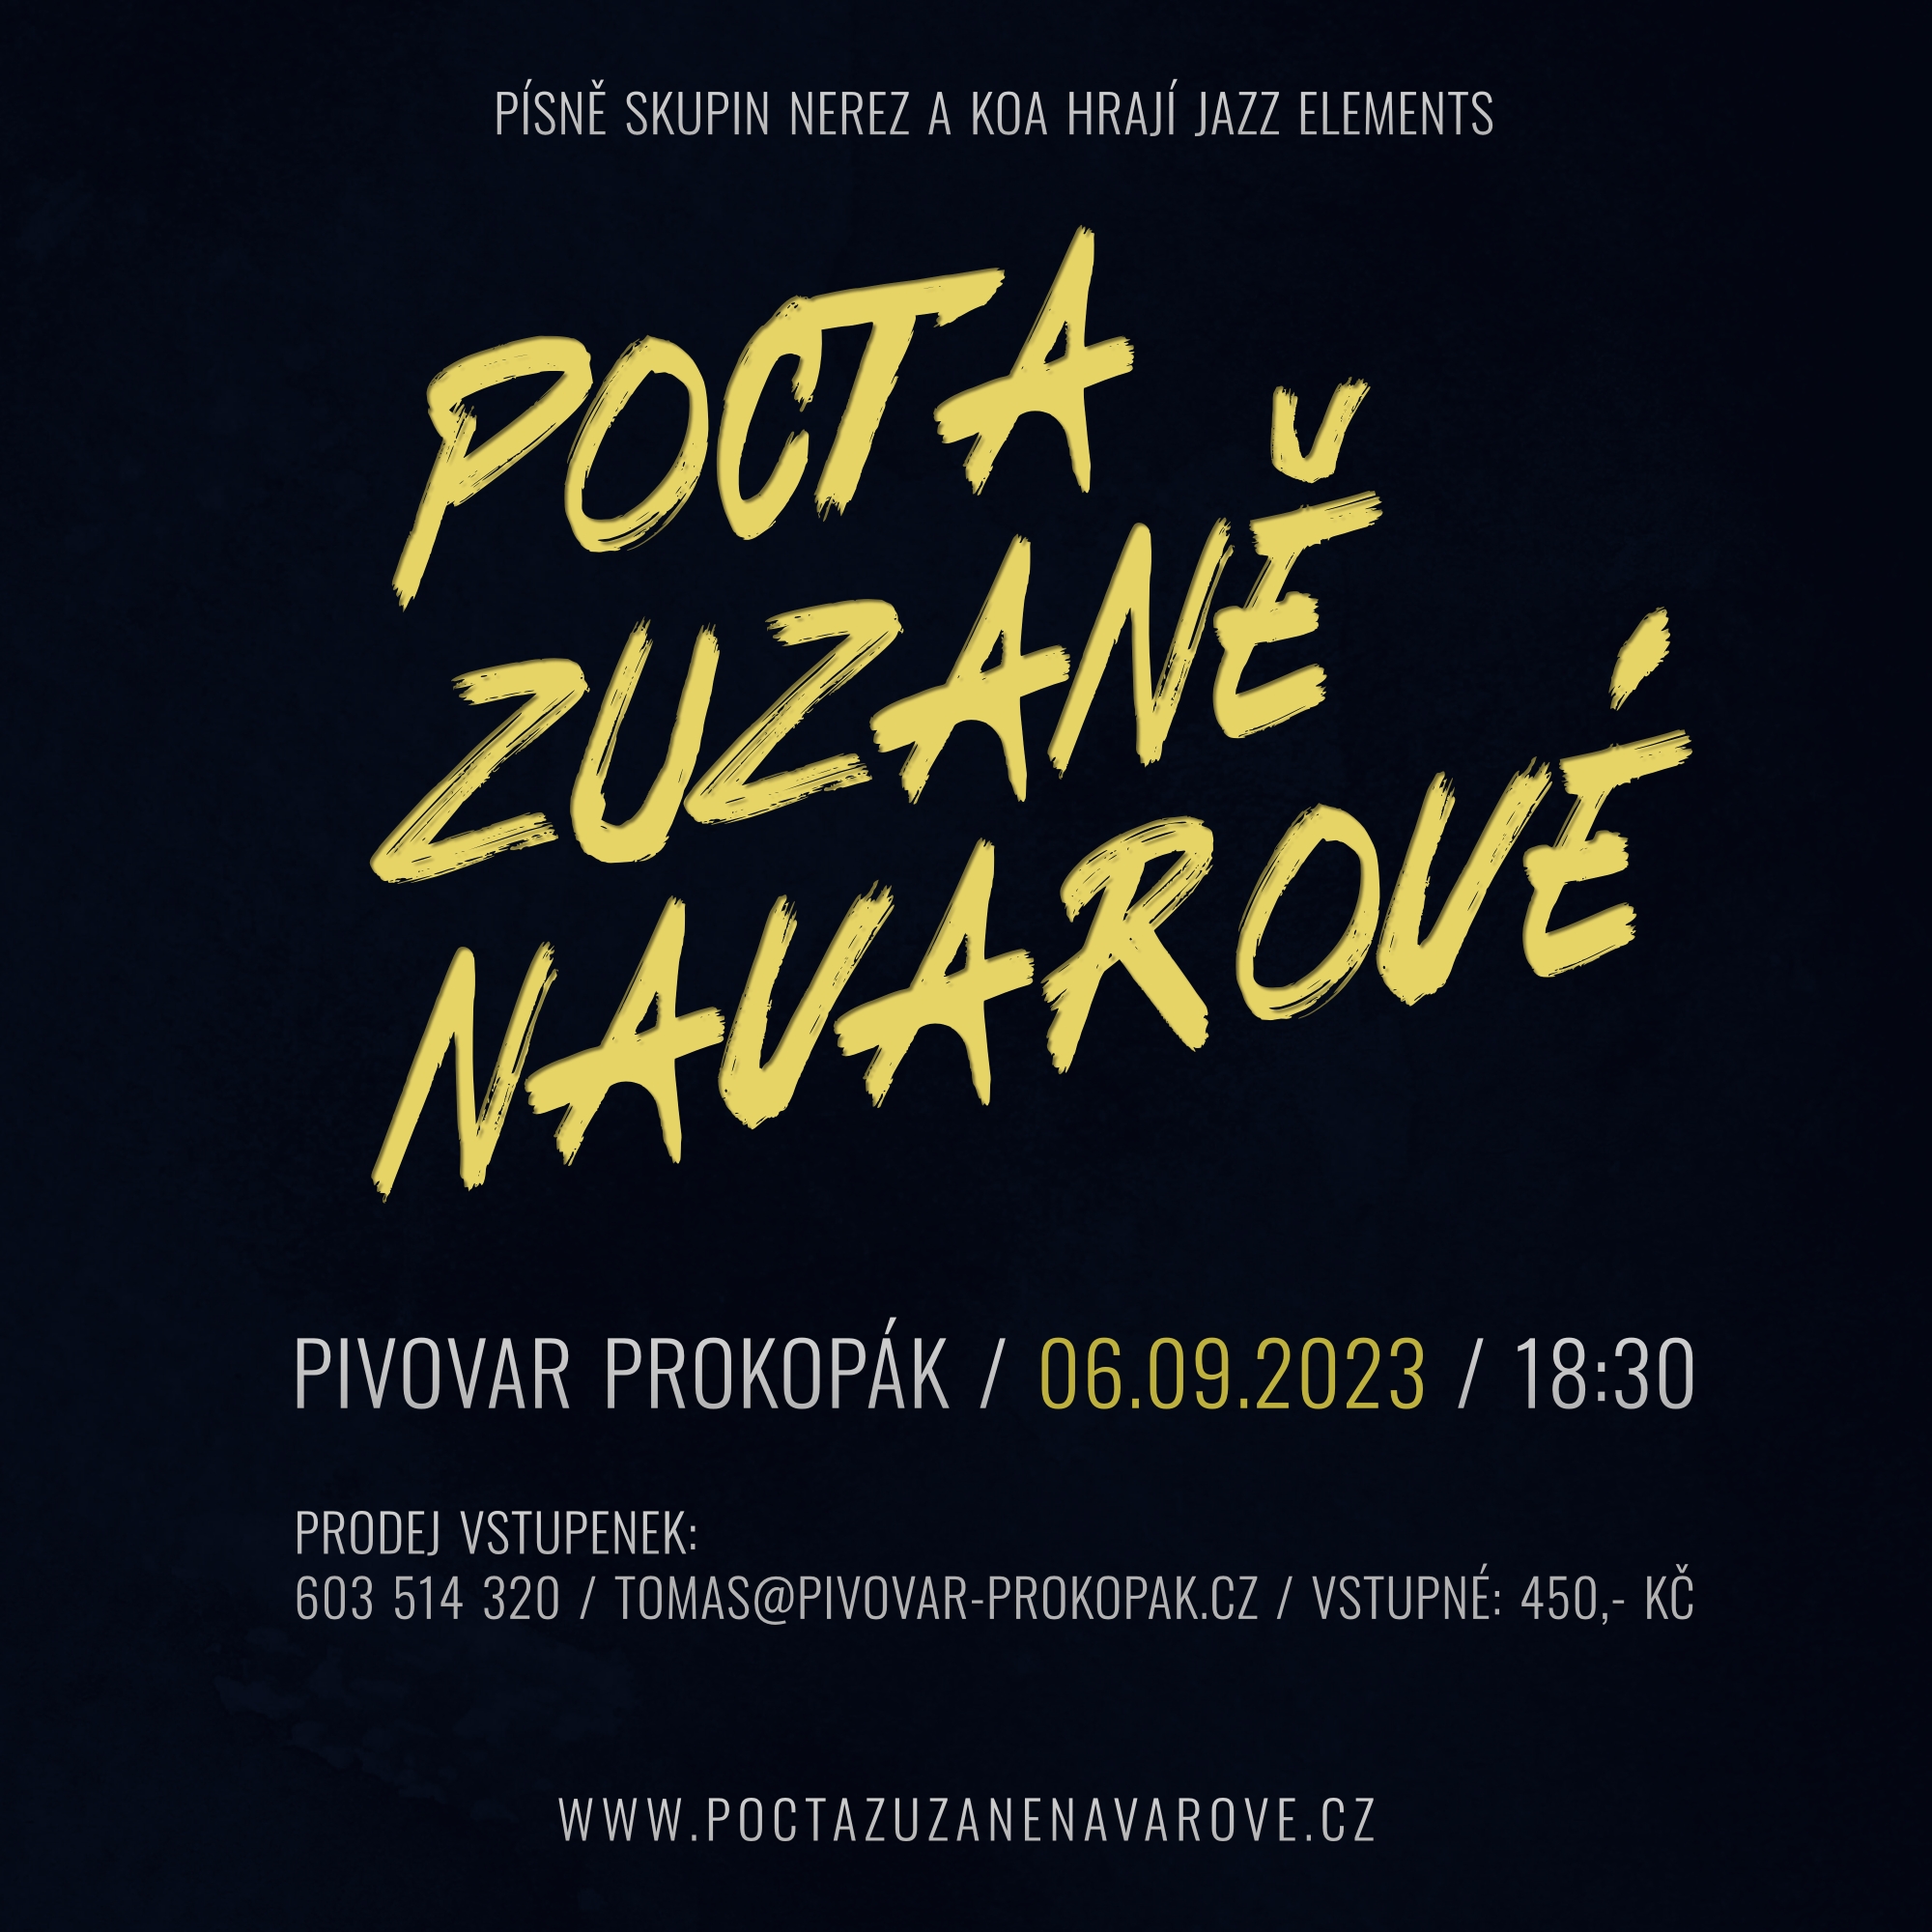 PÍSNĚ SKUPIN NEREZ A KOA HRAJÍ JAZZ ELEMENTS
POCTA
ZUZANĚ
NAVAROVÉ
PIVOVAR PROKOPÁK / 06.09.2023 / 18:30
PRODEJ VSTUPENEK:
603 514 320 / TOMAS@PIVOVAR-PROKOPAK.CZ / VSTUPNÉ: 450,- KČ
WWW.POCTAZUZANENAVAROVE.CZ